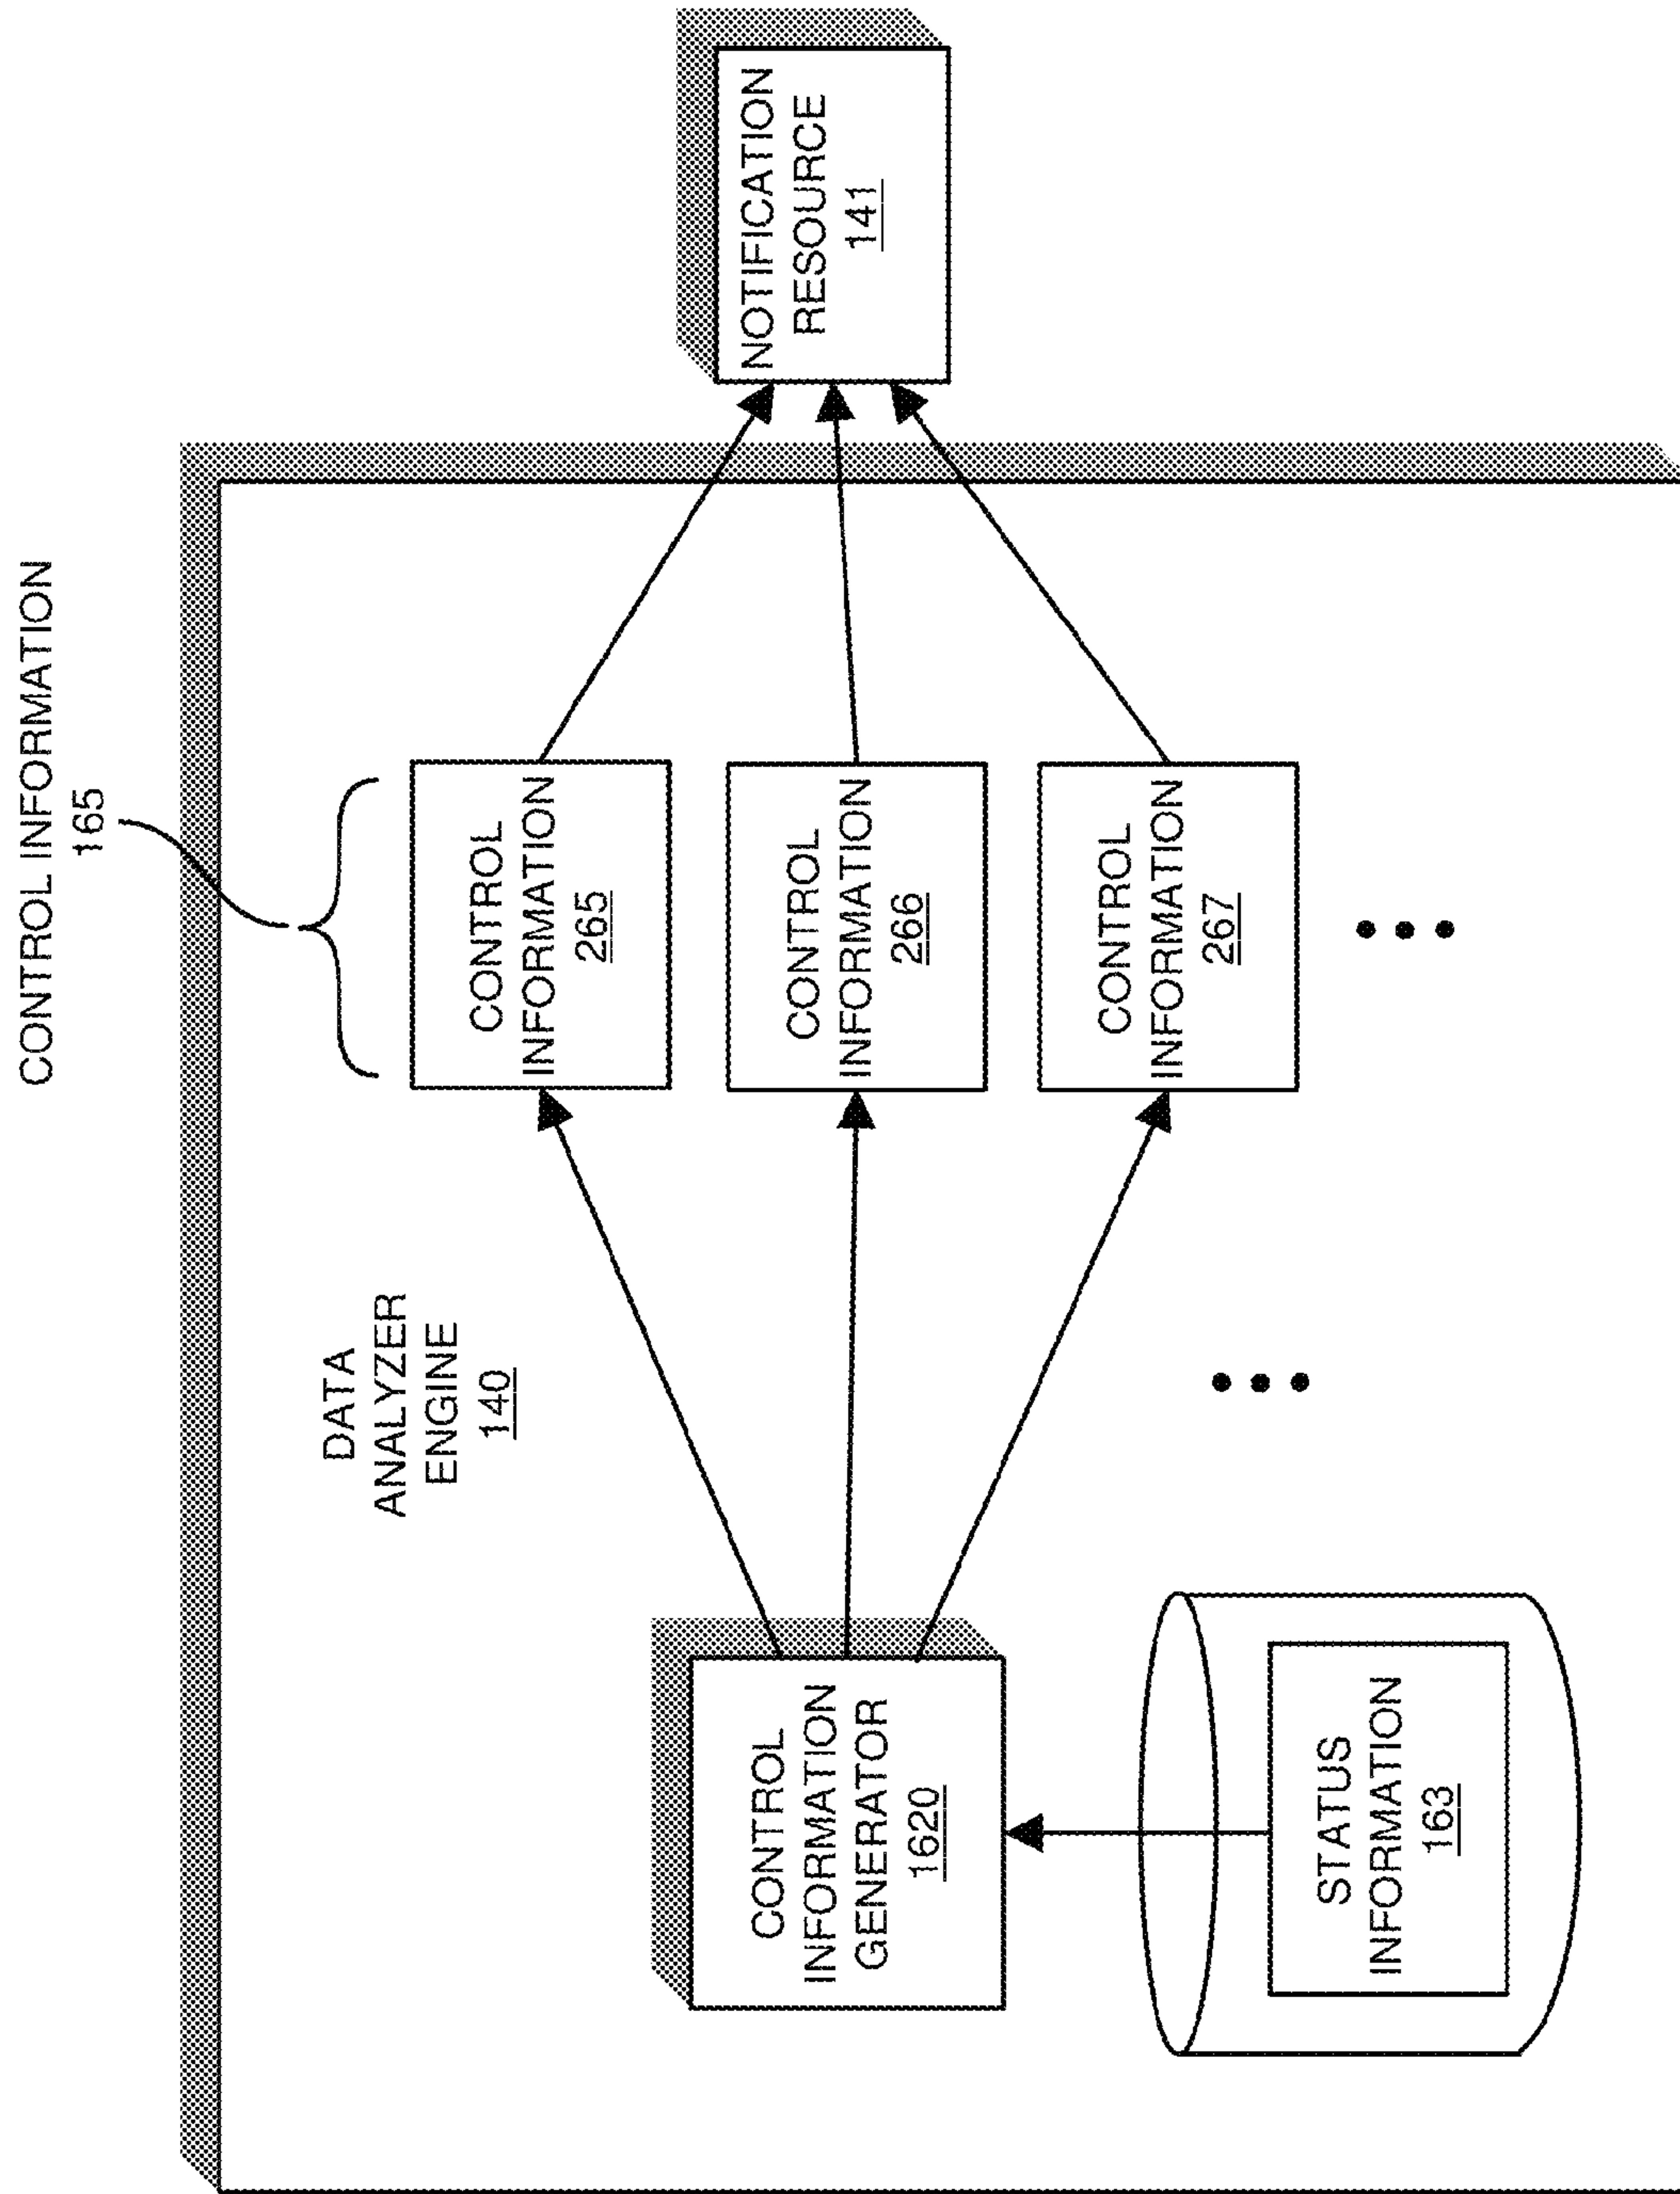 CONTROL INFORMATION
165
DATA
ANALYZER
ENGINE
140
CONTROL
INFORMATION
GENERATOR
1620
STATUS
INFORMATION
163
CONTROL
INFORMATION
265
CONTROL
INFORMATION
266
CONTROL
INFORMATION
267
NOTIFICATION
RESOURCE
141